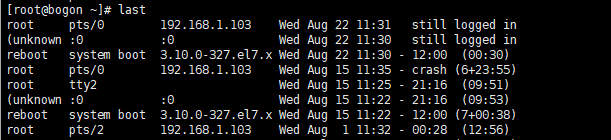 [root@bogon ~]# last
root     pts/0        192.168.1.103    Wed Aug 22 11:31   still logged in
(unknown :0           :0               Wed Aug 22 11:30   still logged in
reboot   system boot  3.10.0-327.el7.x Wed Aug 22 11:30 - 12:00  (00:30)
root     pts/0        192.168.1.103    Wed Aug 15 11:35 - crash (6+23:55)
root     tty2                          Wed Aug 15 11:25 - 21:16  (09:51)
(unknown :0           :0               Wed Aug 15 11:22 - 21:16  (09:53)
reboot   system boot  3.10.0-327.el7.x Wed Aug 15 11:22 - 12:00 (7+00:38)
root     pts/2        192.168.1.103    Wed Aug  1 11:32 - 00:28  (12:56)